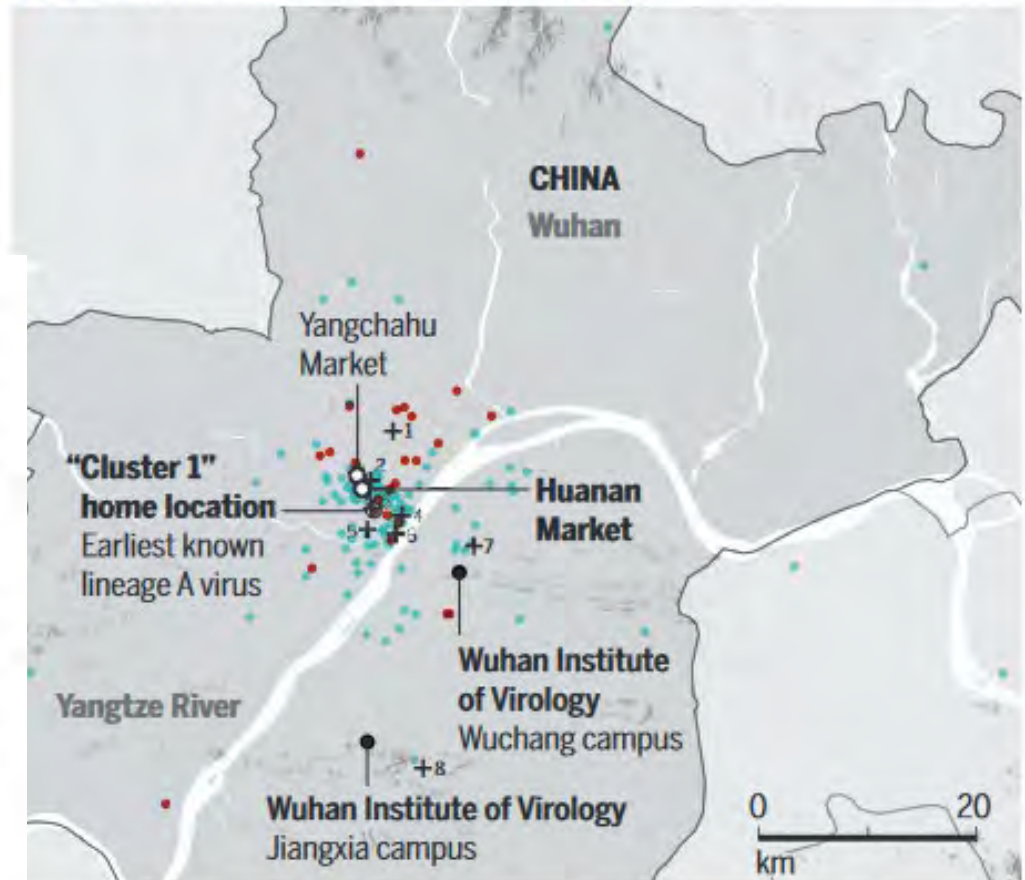 CHINA
Wuhan
Yangchahu
Market
+1
2
"Cluster 1"
home location
Earliest known
lineage A virus
Huanan
Market
4
5
+7
Wuhan Institute
of Virology
Wuchang campus
Yangtze River
+8
Wuhan Institute of Virology
Jiangxia campus
0 20
km